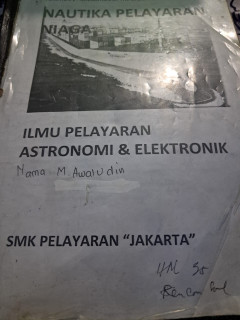 NAUTIKA PELAYARAN
NIAGA
ILMU PELAYARAN
ASTRONOMI & ELEKTRONIK
Nama M Awaludin
SMK PELAYARAN "JAKARTA"